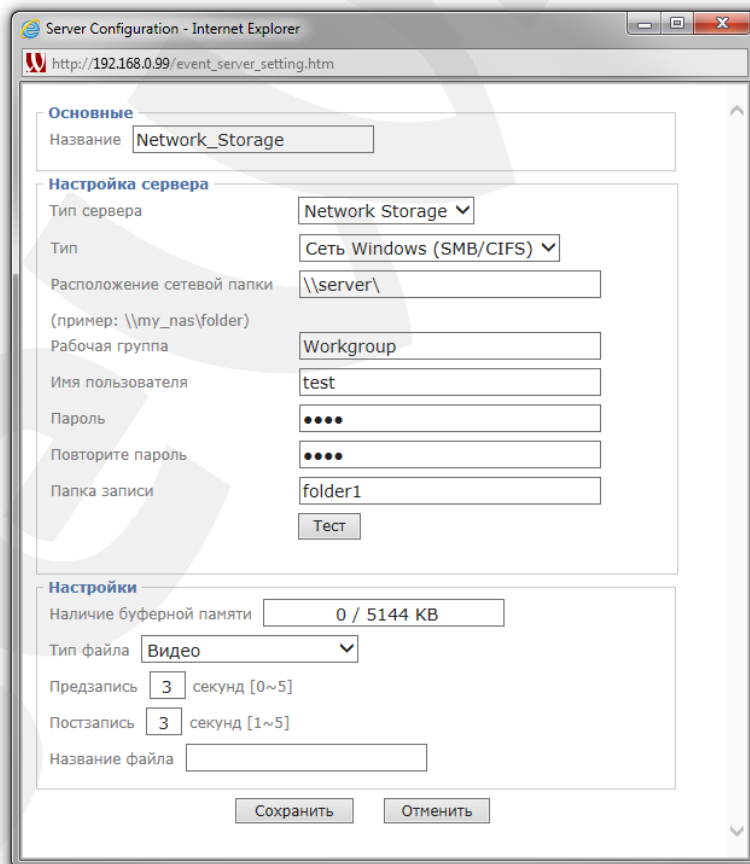 Server Configuration - Internet Explorer
http://192.168.0.99/event_server_setting.htm
Основные
Название Network_Storage
Настройка сервера
Тип сервера Network Storage
Тип Сеть Windows (SMB/CIFS)
Расположение сетевой папки \\server\
(пример: \\my_nas\folder)
Рабочая группа Workgroup
Имя пользователя test
Пароль ••••
Повторите пароль ••••
Папка записи folder1
Тест
Настройки
Наличие буферной памяти 0 / 5144 KB
Тип файла Видео
Предзапись 3 секунд [0~5]
Постзапись 3 секунд [1~5]
Название файла
Сохранить Отменить